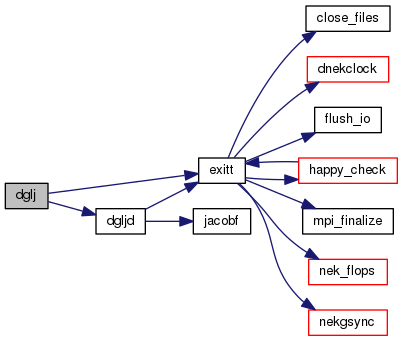 close_files
dnekclock
flush_io
exitt
happy_check
dglj
dgljd
jacobf
mpi_finalize
nek_flops
nekgsync